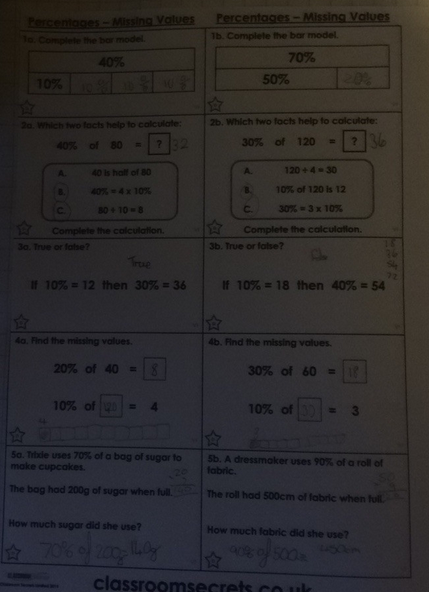 Percentages – Missing Values
Percentages – Missing Values
1a. Complete the bar model.
40%
10%
1b. Complete the bar model.
70%
50%
20%
2a. Which two facts help to calculate:
40% of 80 = ? 32
A. 40 is half of 80
B. 40% = 4 x 10%
C. 80 ÷ 10 = 8
Complete the calculation.
2b. Which two facts help to calculate:
30% of 120 = ? 36
A. 120 ÷ 4 = 30
B. 10% of 120 is 12
C. 30% = 3 x 10%
Complete the calculation.
3a. True or false?
True
If 10% = 12 then 30% = 36
3b. True or false?
18
36
54
72
If 10% = 18 then 40% = 54
4a. Find the missing values.
20% of 40 = 8
10% of 40 = 4
4b. Find the missing values.
30% of 60 = 18
10% of 30 = 3
5a. Trixie uses 70% of a bag of sugar to
make cupcakes.
The bag had 200g of sugar when full.
How much sugar did she use?
70% of 200g = 140g
5b. A dressmaker uses 90% of a roll of
fabric.
The roll had 500cm of fabric when full.
How much fabric did she use?
90% of 500cm
classroomsecrets.co.uk